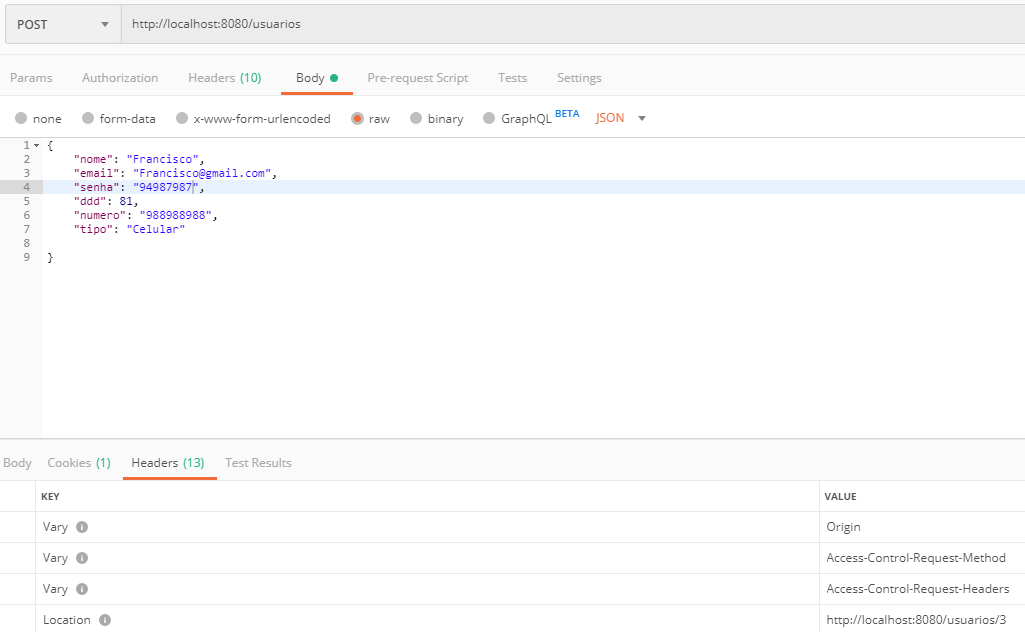 POST http://localhost:8080/usuarios
Params Authorization Headers (10) Body Pre-request Script Tests Settings
none form-data x-www-form-urlencoded raw binary GraphQL BETA JSON
1 {
2 "nome": "Francisco",
3 "email": "Francisco@gmail.com",
4 "senha": "94987987",
5 "ddd": 81,
6 "numero": "988988988",
7 "tipo": "Celular"
8
9 }
Body Cookies (1) Headers (13) Test Results
KEY VALUE
Vary Origin
Vary Access-Control-Request-Method
Vary Access-Control-Request-Headers
Location http://localhost:8080/usuarios/3